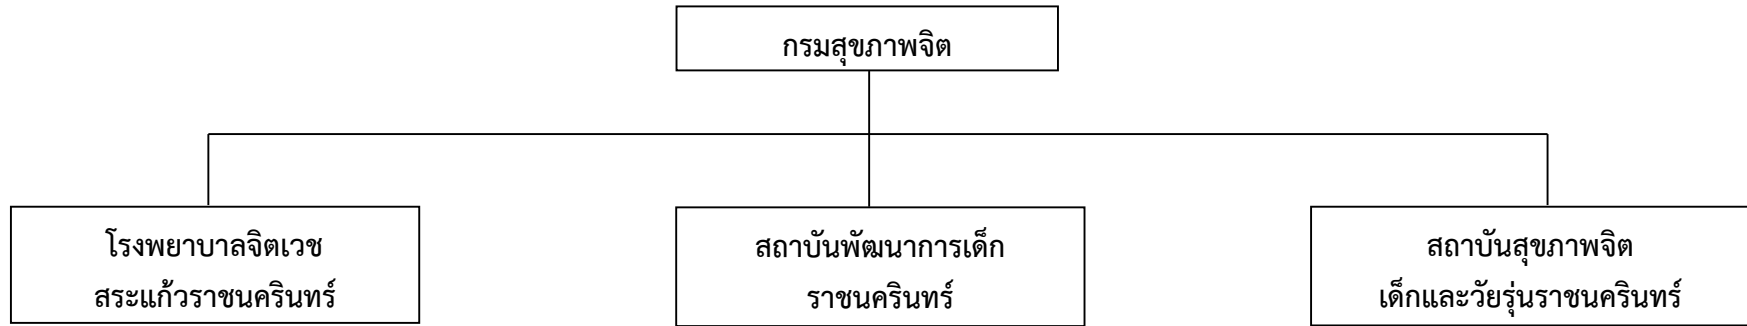 กรมสุขภาพจิต
โรงพยาบาลจิตเวช
สระแก้วราชนครินทร์
สถาบันพัฒนาการเด็ก
ราชนครินทร์
สถาบันสุขภาพจิต
เด็กและวัยรุ่นราชนครินทร์